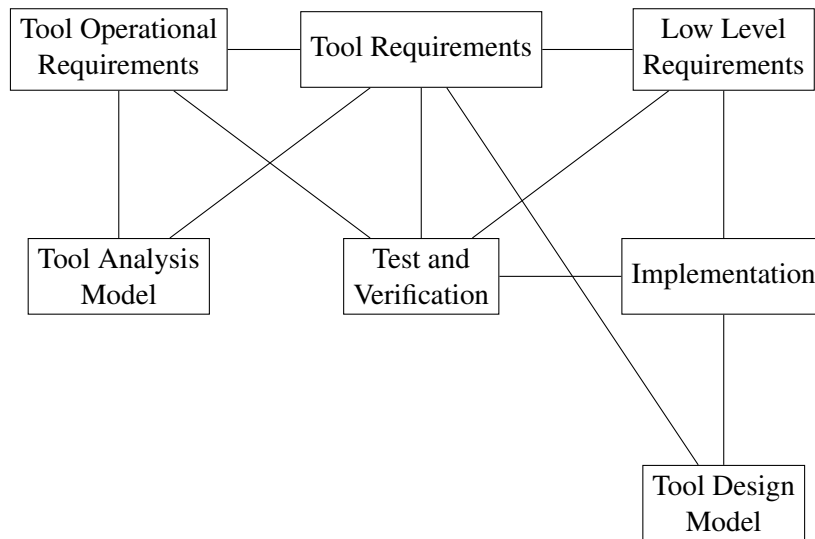 Tool Operational
Requirements
Tool Requirements
Low Level
Requirements
Tool Analysis
Model
Test and
Verification
Implementation
Tool Design
Model